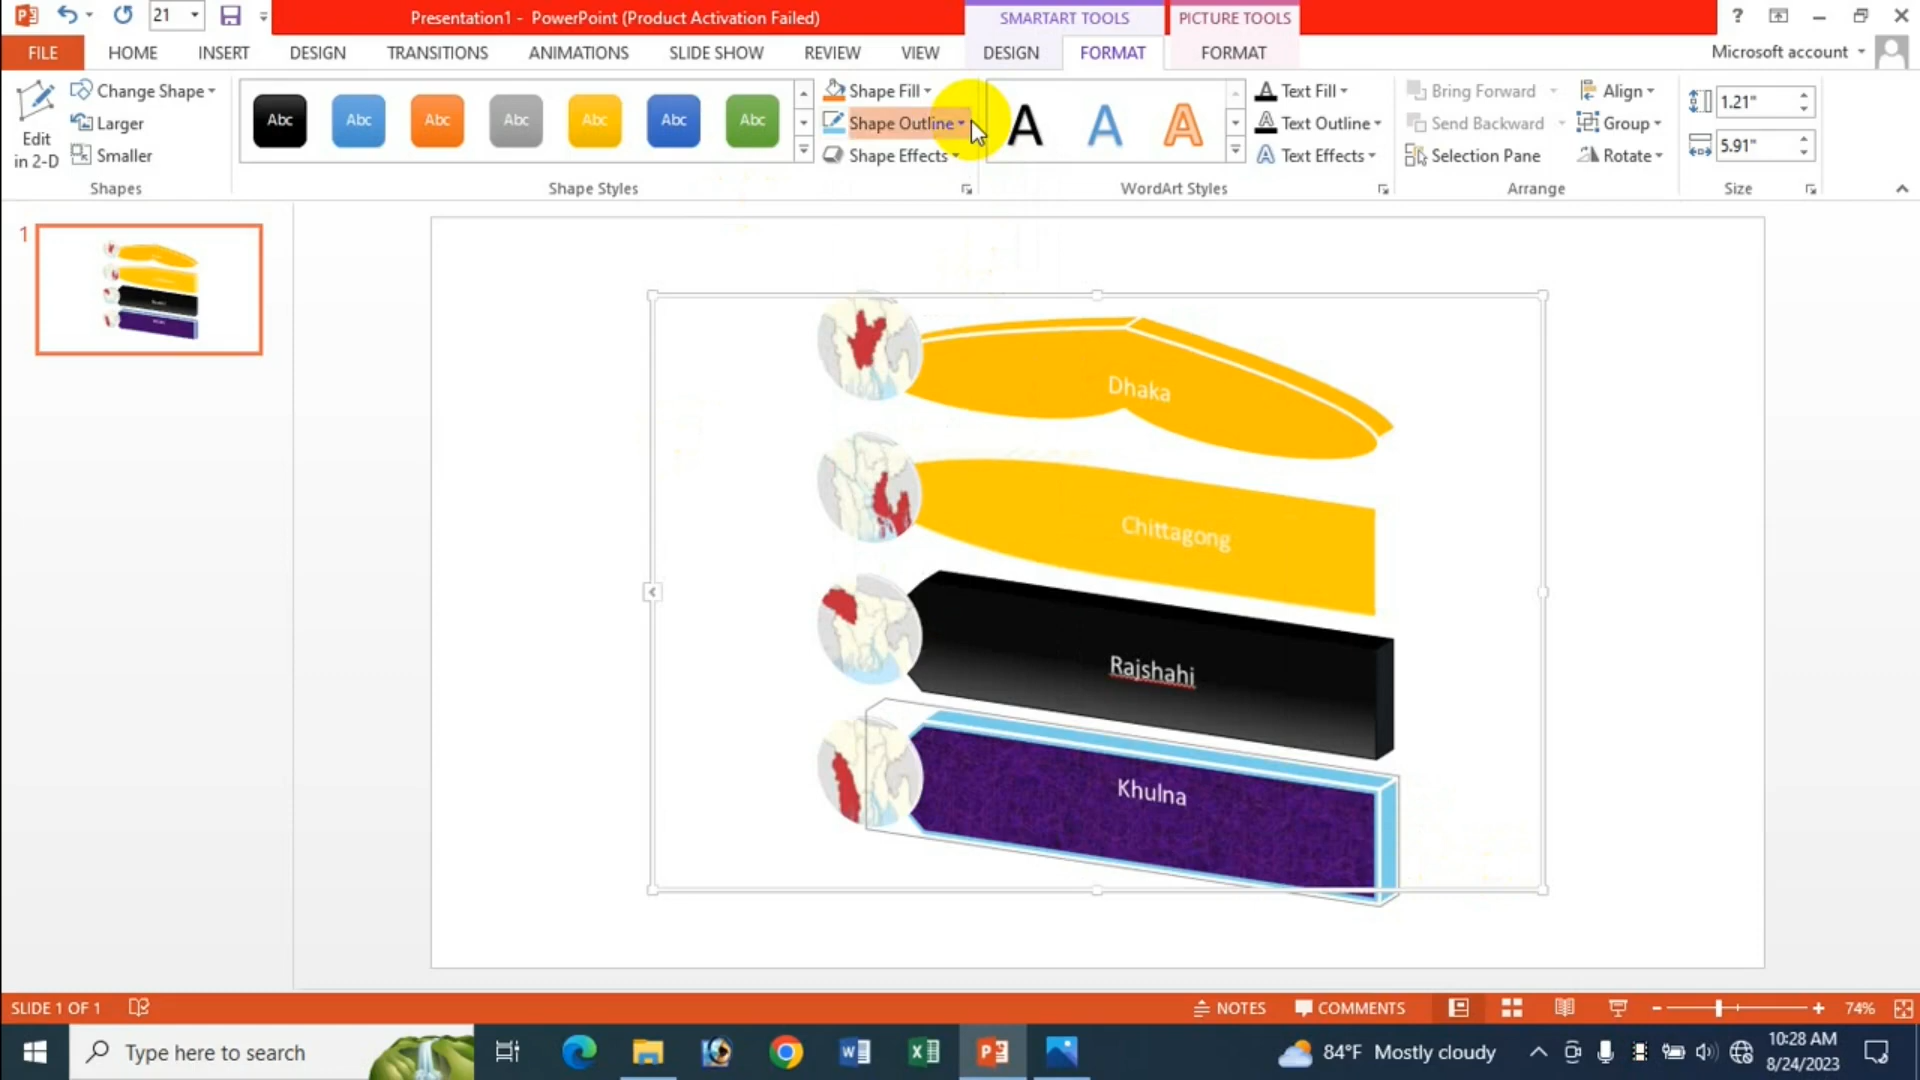 21
Presentation1 - PowerPoint (Product Activation Failed)
SMARTART TOOLS
PICTURE TOOLS
?
FILE
HOME
INSERT
DESIGN
TRANSITIONS
ANIMATIONS
SLIDE SHOW
REVIEW
VIEW
DESIGN
FORMAT
FORMAT
Microsoft account
Edit
in 2-D
Change Shape
Larger
Smaller
Shapes
Abc
Abc
Abc
Abc
Abc
Abc
Abc
Shape Styles
Shape Fill
Shape Outline
Shape Effects
A
A
A
WordArt Styles
Text Fill
Text Outline
Text Effects
Bring Forward
Send Backward
Selection Pane
Align
Group
Rotate
Arrange
1.21"
5.91"
Size
1
Dhaka
Chittagong
Rajshahi
Khulna
SLIDE 1 OF 1
NOTES
COMMENTS
74%
Type here to search
84°F Mostly cloudy
10:28 AM
8/24/2023